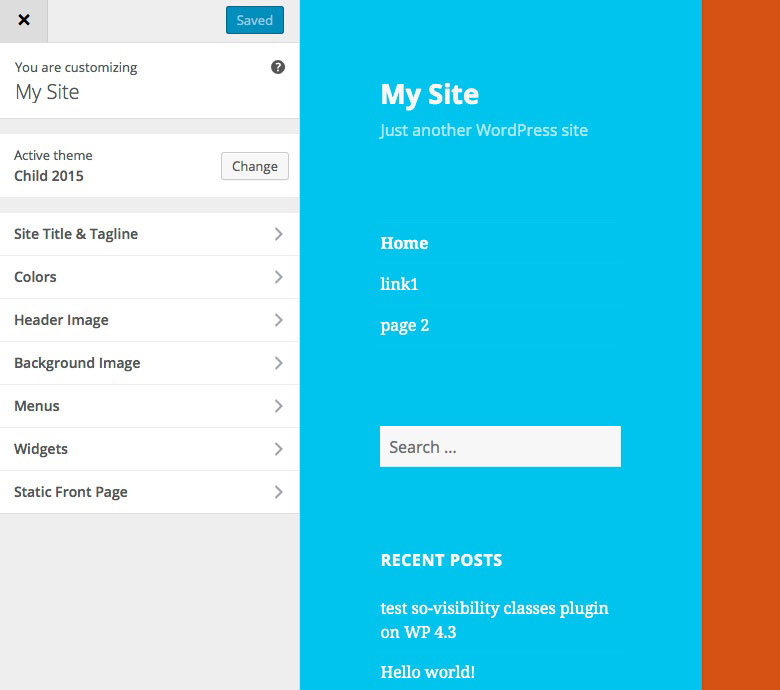 Saved
You are customizing
My Site
Active theme
Child 2015
Change
Site Title & Tagline
Colors
Header Image
Background Image
Menus
Widgets
Static Front Page
My Site
Just another WordPress site
Home
link1
page 2
Search ...
RECENT POSTS
test so-visibility classes plugin
on WP 4.3
Hello world!